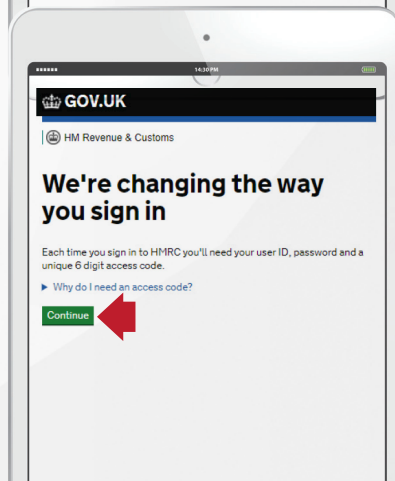 14:30 PM
GOV.UK
HM Revenue & Customs
We're changing the way
you sign in
Each time you sign in to HMRC you'll need your user ID, password and a
unique 6 digit access code.
Why do I need an access code?
Continue